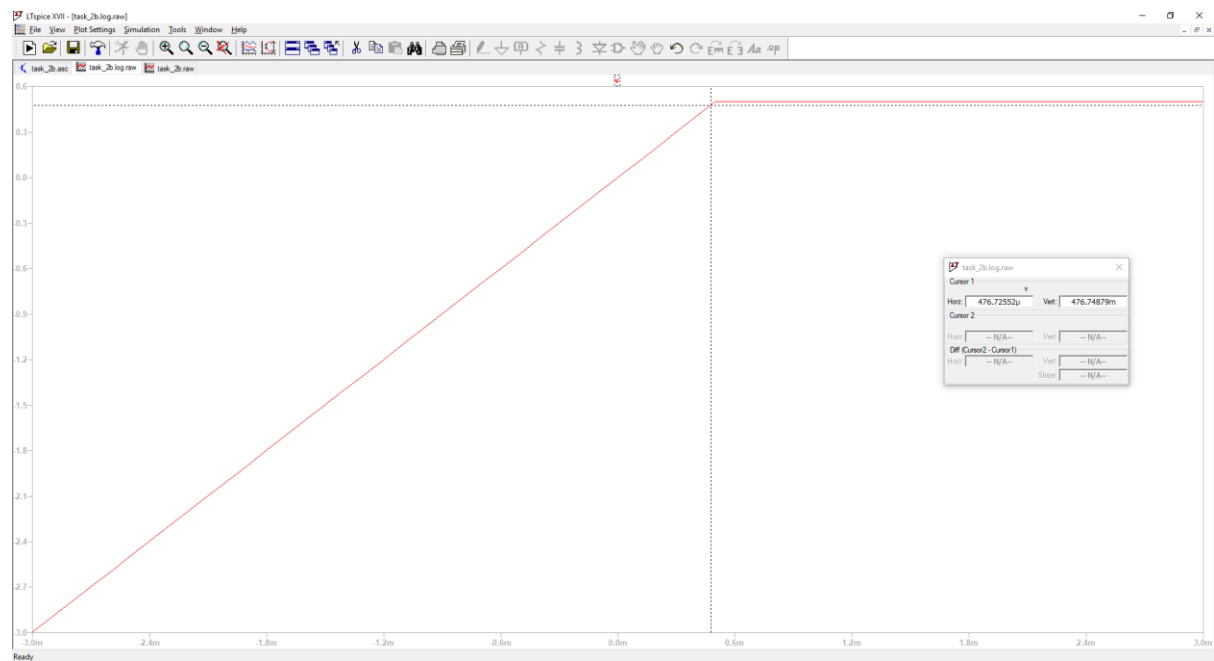 LTspice XVII - [task_2b.log.raw]
File View Plot Settings Simulation Tools Window Help
task_2b.asc task_2b.log.raw task_2b.raw
v
0.6
0.3
0.0
-0.3
-0.6
-0.9
-1.2
-1.5
-1.8
-2.1
-2.4
-2.7
-3.0
-3.0m -2.4m -1.8m -1.2m -0.6m 0.0m 0.6m 1.2m 1.8m 2.4m 3.0m
task_2b.log.raw
Cursor 1
v
Horz: 476.72552µ Vert: 476.74879m
Cursor 2
Horz: -- N/A-- Vert: -- N/A--
Diff (Cursor2 - Cursor1)
Horz: -- N/A-- Vert: -- N/A--
Slope: -- N/A--
Ready